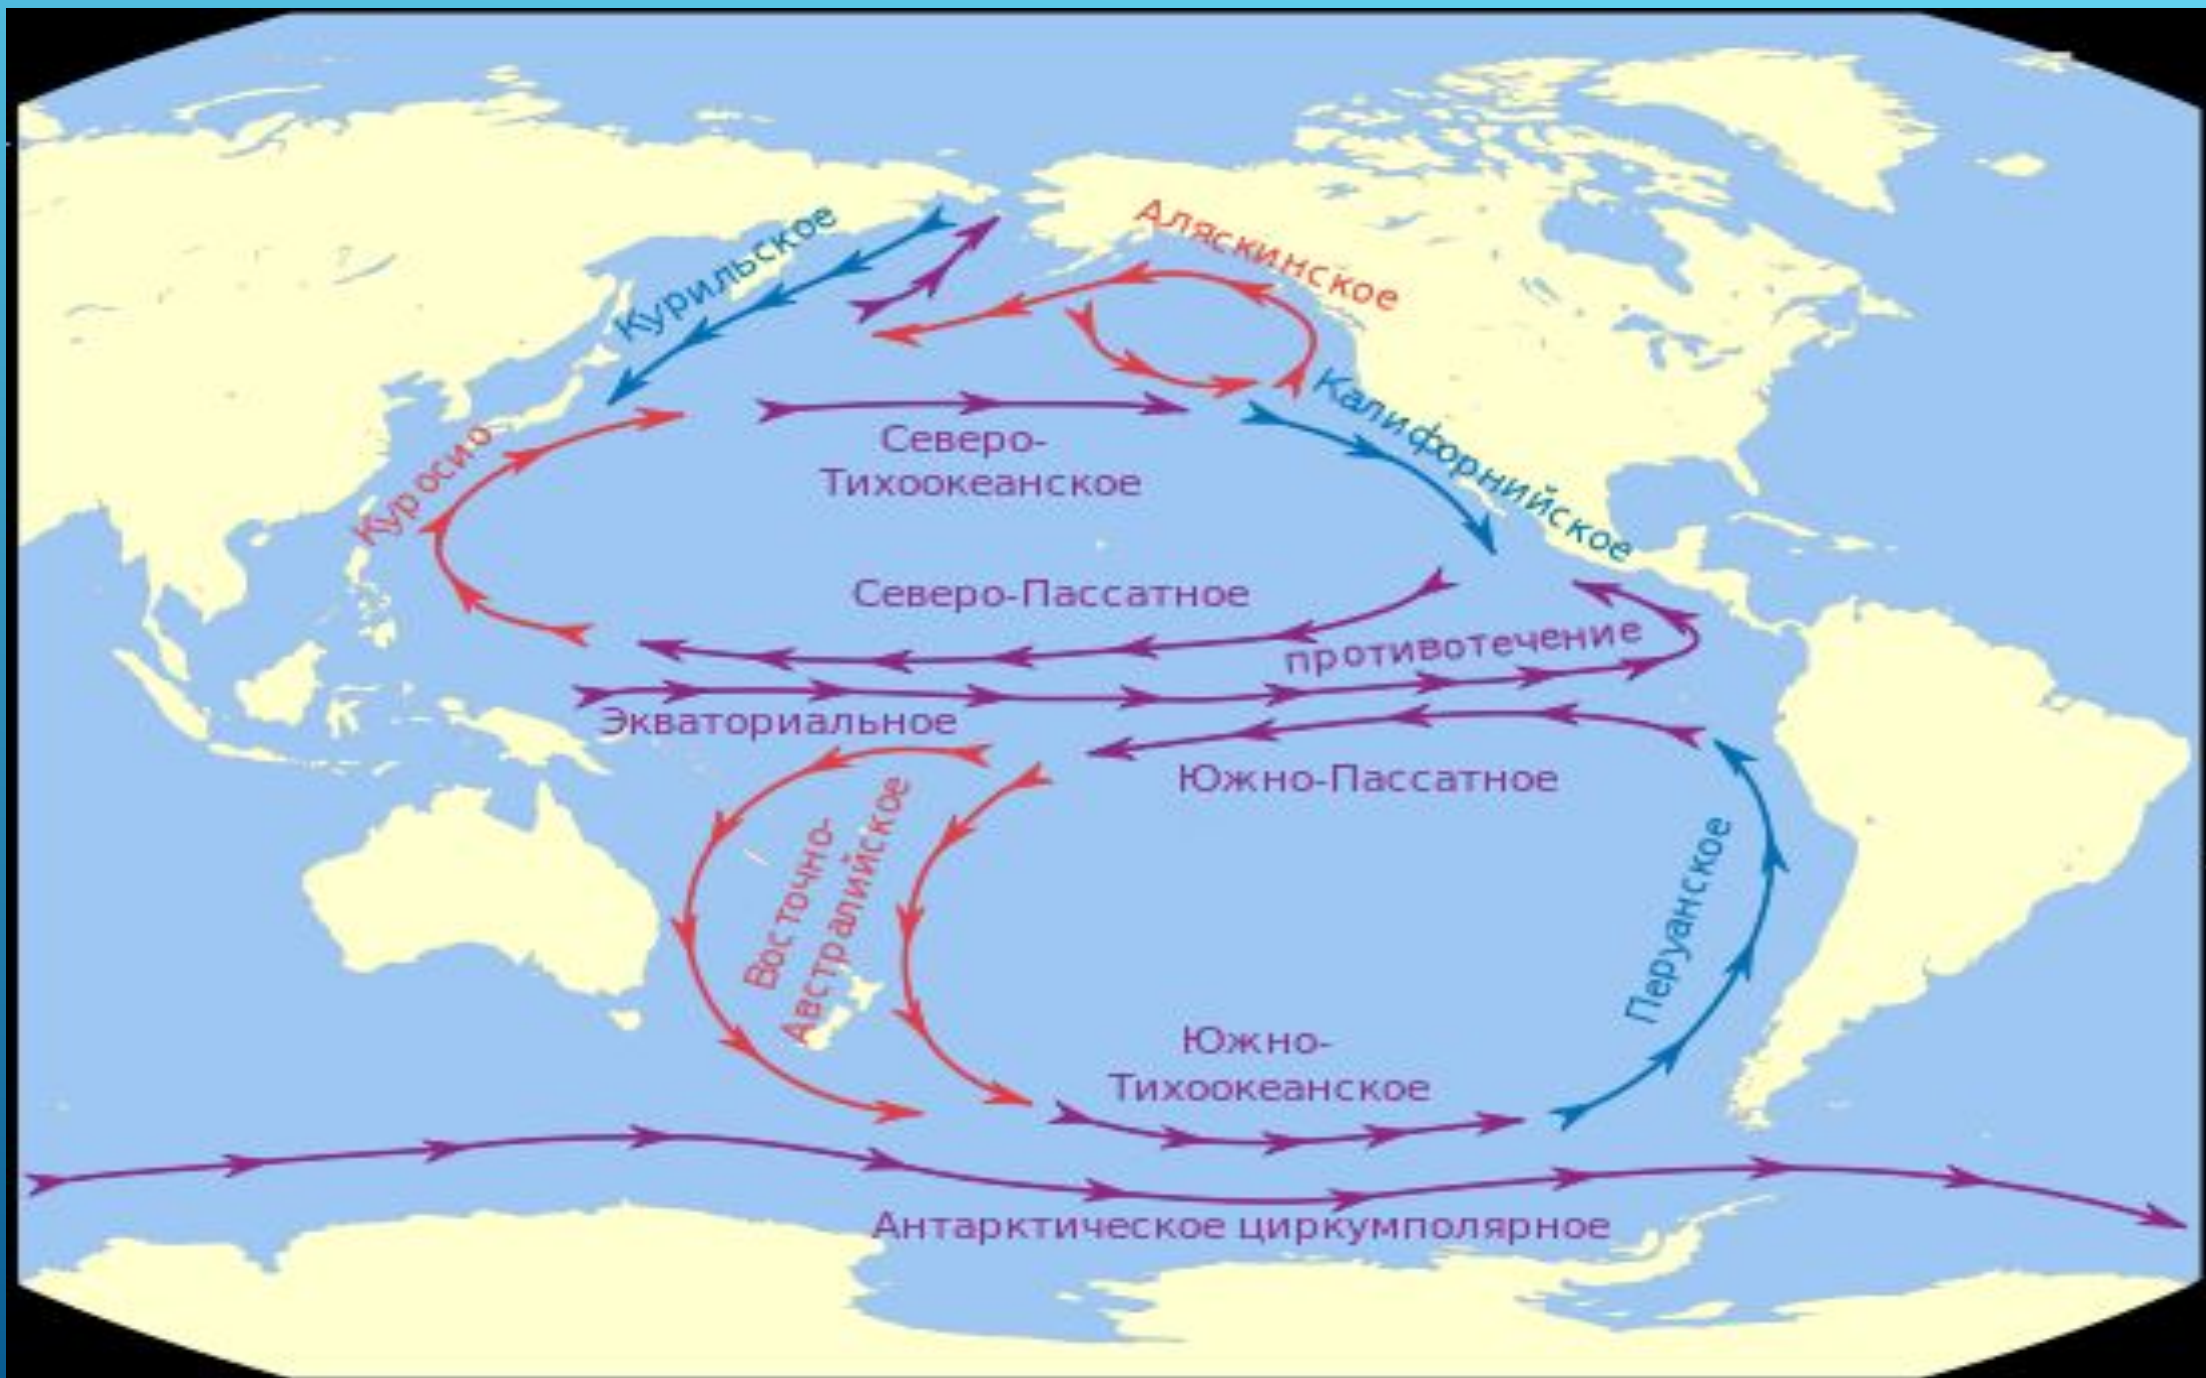 Курильское
Аляскинское
Куросио
Северо-
Тихоокеанское
Калифорнийское
Северо-Пассатное
противотечение
Экваториальное
Южно-Пассатное
Восточно-
Австралийское
Перуанское
Южно-
Тихоокеанское
Антарктическое циркумполярное